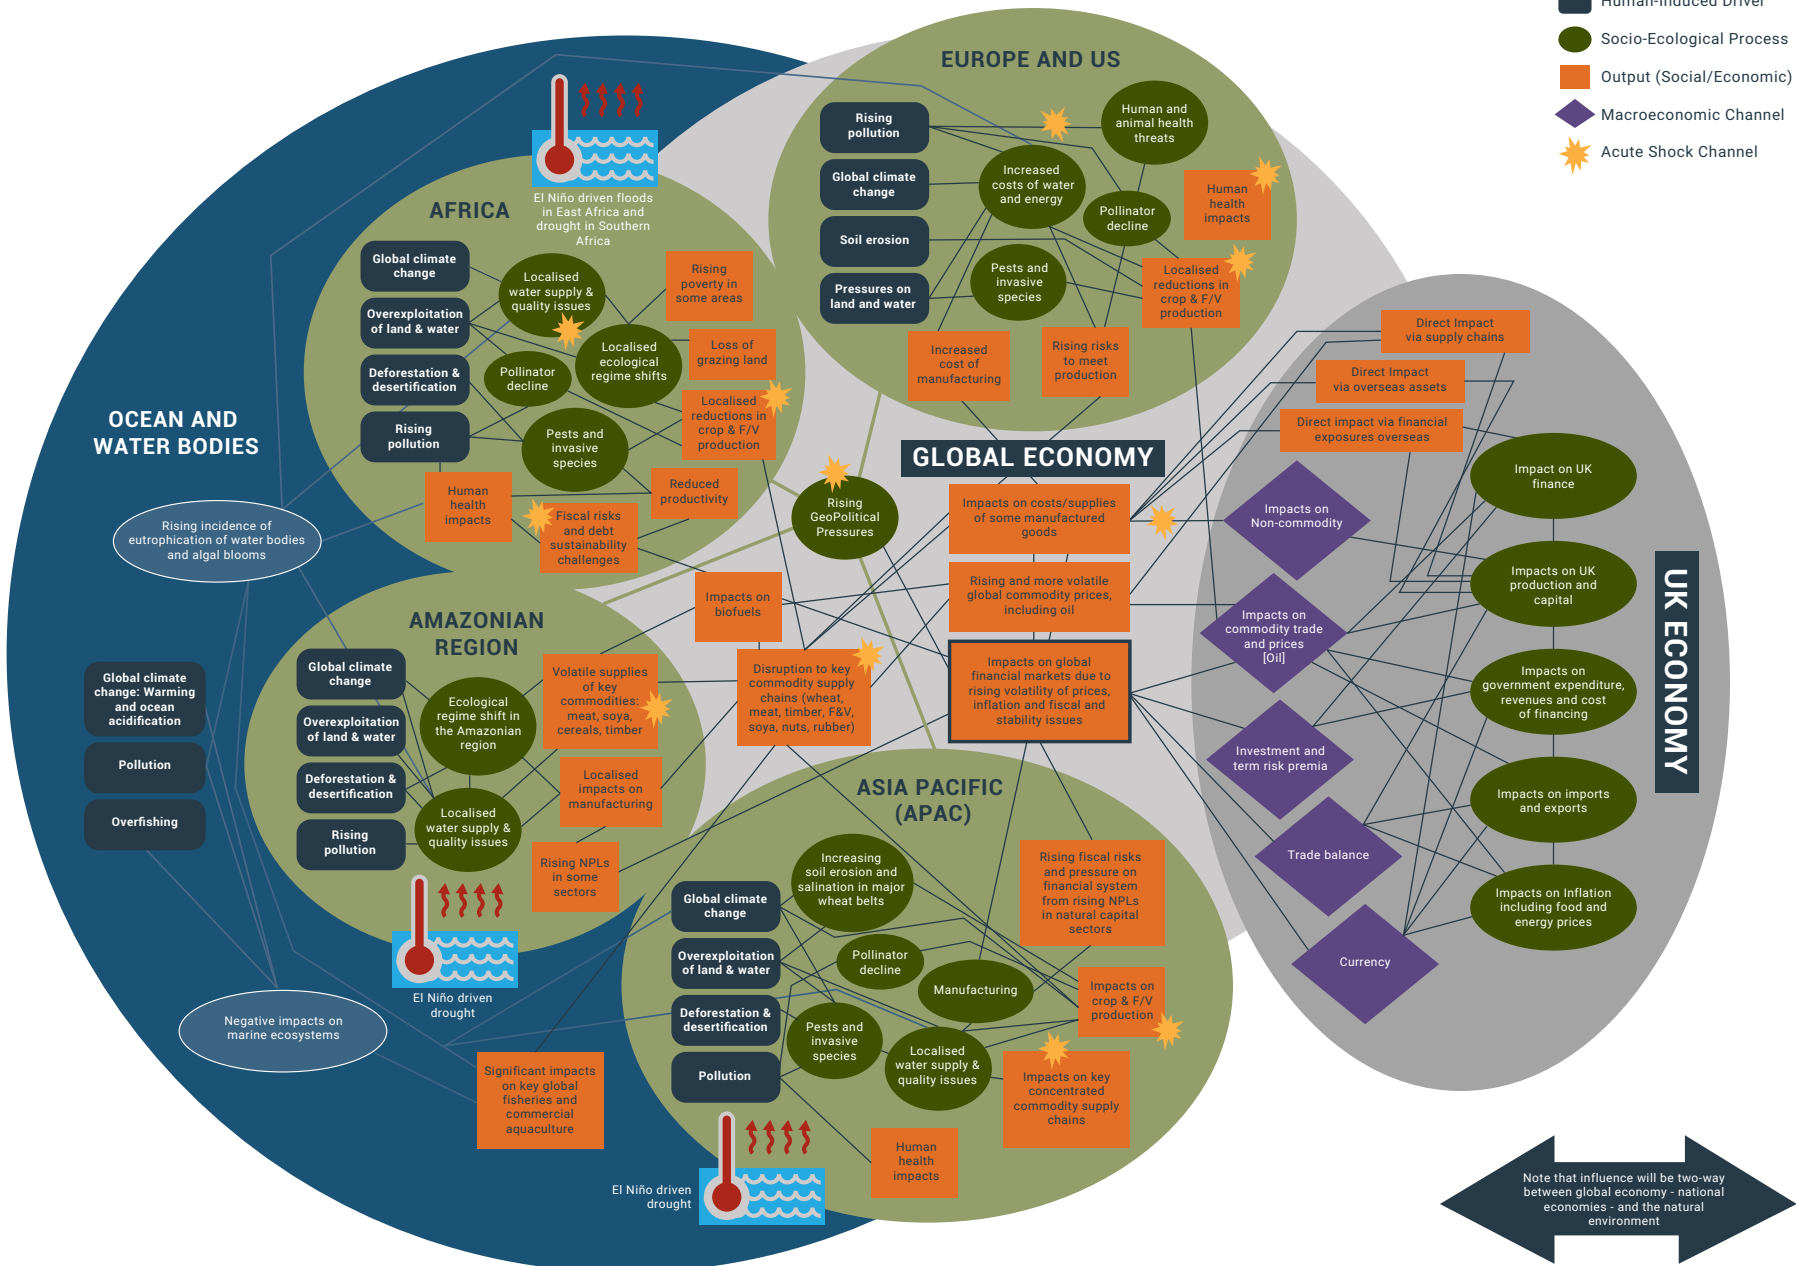 Human-Induced Driver
Socio-Ecological Process
Output (Social/Economic)
Macroeconomic Channel
Acute Shock Channel
EUROPE AND US
Rising
pollution
Global climate
change
Soil erosion
Pressures on
land and water
Human and
animal health
threats
Increased
costs of water
and energy
Pollinator
decline
Pests and
invasive
species
Human
health
impacts
Localised
reductions in
crop & F/V
production
Increased
cost of
manufacturing
Rising risks
to meet
production
El Niño driven floods
in East Africa and
drought in Southern
Africa
AFRICA
Global climate
change
Overexploitation
of land & water
Deforestation &
desertification
Rising
pollution
Localised
water supply &
quality issues
Localised
ecological
regime shifts
Pollinator
decline
Pests and
invasive
species
Rising
poverty in
some areas
Loss of
grazing land
Localised
reductions in
crop & F/V
production
Reduced
productivity
Human
health
impacts
Fiscal risks
and debt
sustainability
challenges
OCEAN AND
WATER BODIES
Rising incidence of
eutrophication of water bodies
and algal blooms
Global climate
change: Warming
and ocean
acidification
Pollution
Overfishing
Negative impacts on
marine ecosystems
Significant impacts
on key global
fisheries and
commercial
aquaculture
AMAZONIAN
REGION
Global climate
change
Overexploitation
of land & water
Deforestation &
desertification
Rising
pollution
Ecological
regime shift in
the Amazonian
region
Localised
water supply &
quality issues
Volatile supplies
of key
commodities:
meat, soya,
cereals, timber
Localised
impacts on
manufacturing
Rising NPLs
in some
sectors
El Niño driven
drought
Rising
GeoPolitical
Pressures
GLOBAL ECONOMY
Impacts on costs/supplies
of some manufactured
goods
Rising and more volatile
global commodity prices,
including oil
Impacts on global
financial markets due to
rising volatility of prices,
inflation and fiscal and
stability issues
Impacts on
biofuels
Disruption to key
commodity supply
chains (wheat,
meat, timber, F&V,
soya, nuts, rubber)
ASIA PACIFIC
(APAC)
Global climate
change
Overexploitation
of land & water
Deforestation &
desertification
Pollution
Increasing
soil erosion and
salination in major
wheat belts
Pollinator
decline
Manufacturing
Pests and
invasive
species
Localised
water supply &
quality issues
Rising fiscal risks
and pressure on
financial system
from rising NPLs
in natural capital
sectors
Impacts on
crop & F/V
production
Impacts on key
concentrated
commodity supply
chains
Human
health
impacts
El Niño driven
drought
Direct Impact
via supply chains
Direct Impact
via overseas assets
Direct impact via financial
exposures overseas
Impacts on
Non-commodity
Impacts on
commodity trade
and prices
[Oil]
Investment and
term risk premia
Trade balance
Currency
Impact on UK
finance
Impacts on UK
production and
capital
Impacts on
government expenditure,
revenues and cost
of financing
Impacts on imports
and exports
Impacts on Inflation
including food and
energy prices
UK ECONOMY
Note that influence will be two-way
between global economy - national
economies - and the natural
environment